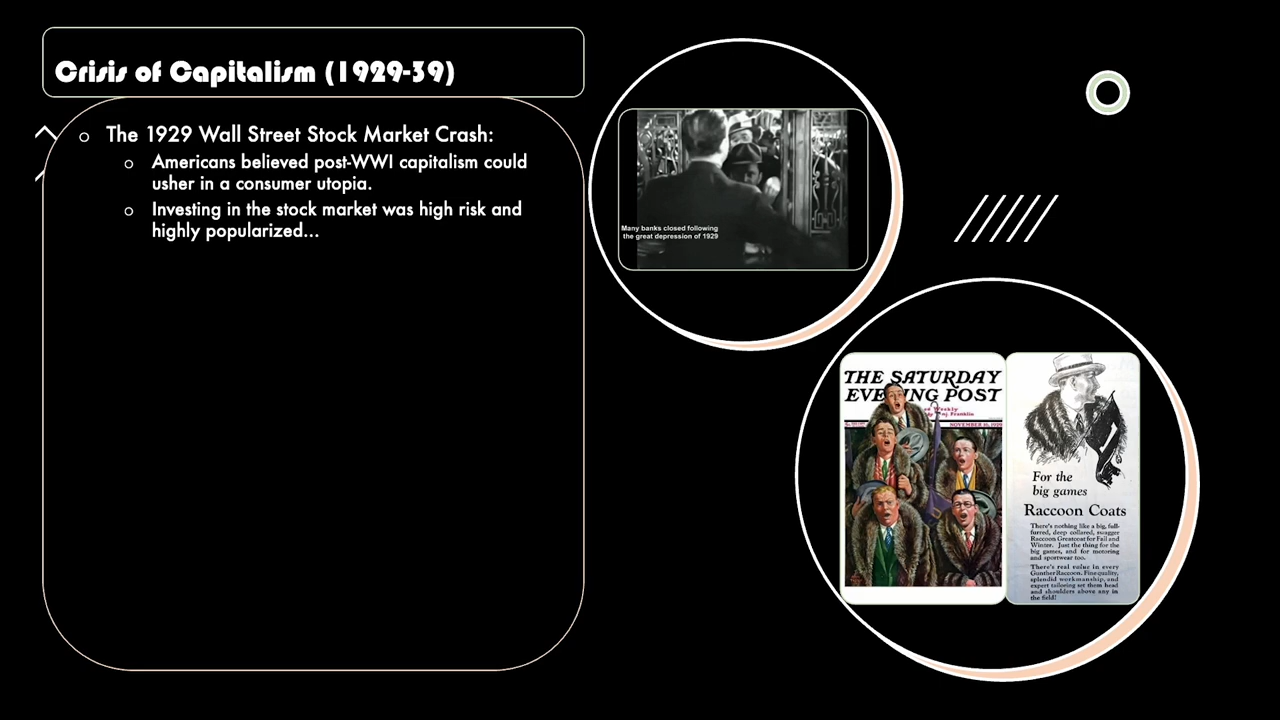 Crisis of Capitalism (1929-39)
The 1929 Wall Street Stock Market Crash:
Americans believed post-WWI capitalism could
usher in a consumer utopia.
Investing in the stock market was high risk and
highly popularized...
Many banks closed following
the great depression of 1929
THE SATURDAY
EVENING POST
Weekly
Franklin
NOVEMBER 16, 1929
For the
big games
Raccoon Coats
There's nothing like a big, full-
furred, deep collared, swagger
Raccoon Greatcoat for Fall and
Winter. Just the thing for the
big games, and for motoring
and sportwear too.
There's real value in every
Gunther Raccoon. Fine quality,
splendid workmanship, and
expert tailoring set them head
and shoulders above any in
the field!